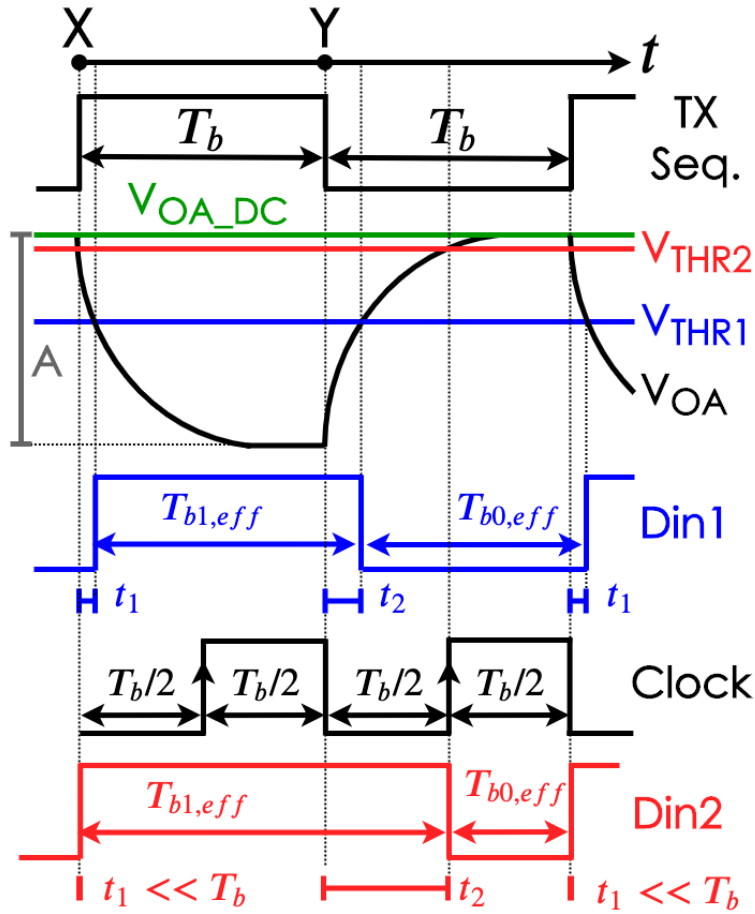 X Y
t
T_b T_b TX Seq.
V_OA_DC
V_THR2
V_THR1
A
V_OA
T_b1,eff T_b0,eff Din1
t_1 t_2 t_1
T_b/2 T_b/2 T_b/2 T_b/2 Clock
T_b1,eff T_b0,eff Din2
t_1 << T_b t_2 t_1 << T_b